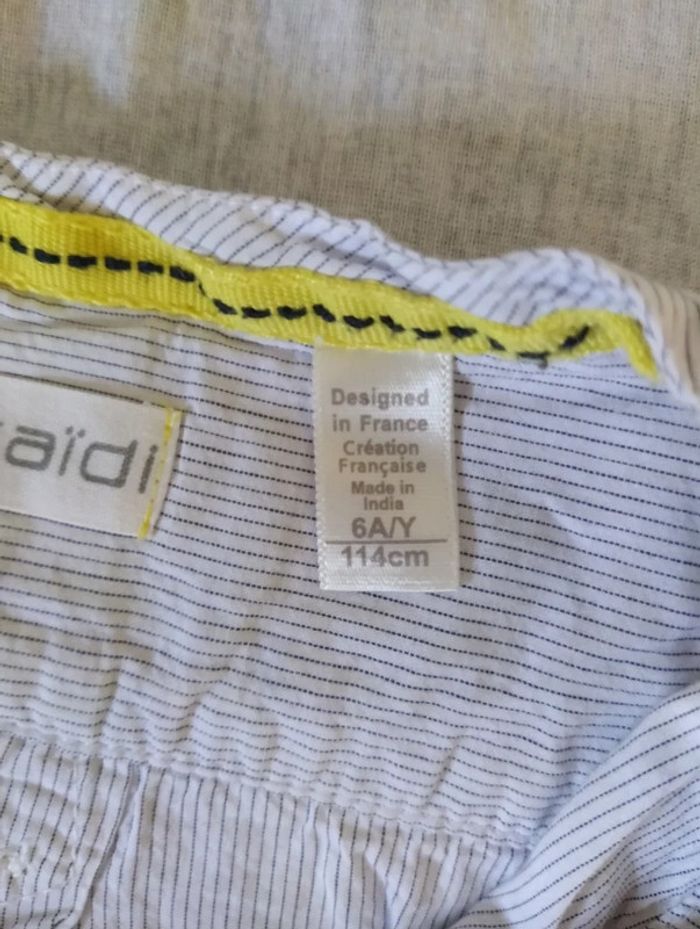 aïdi
Designed
in France
Création
Française
Made in
India
6A/Y
114cm